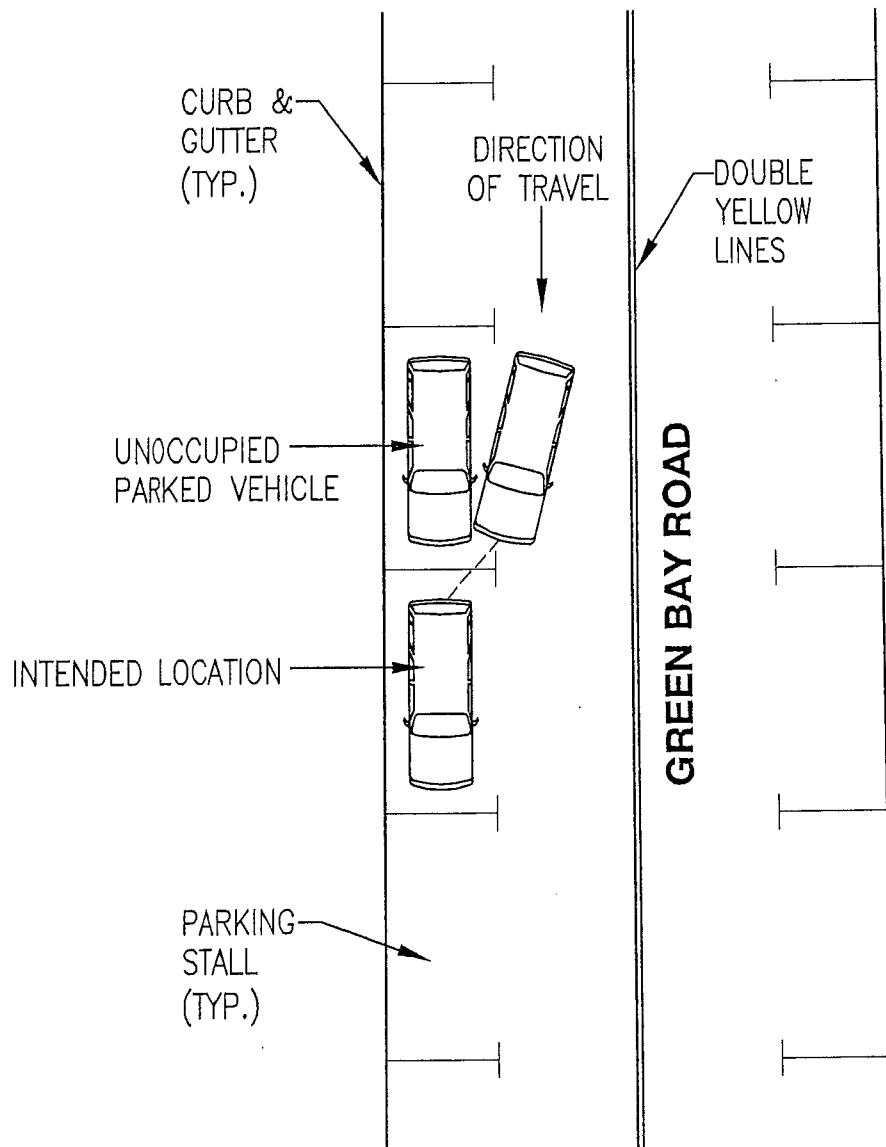 CURB &
GUTTER
(TYP.)
DIRECTION
OF TRAVEL
DOUBLE
YELLOW
LINES
UNOCCUPIED
PARKED VEHICLE
GREEN BAY ROAD
INTENDED LOCATION
PARKING
STALL
(TYP.)